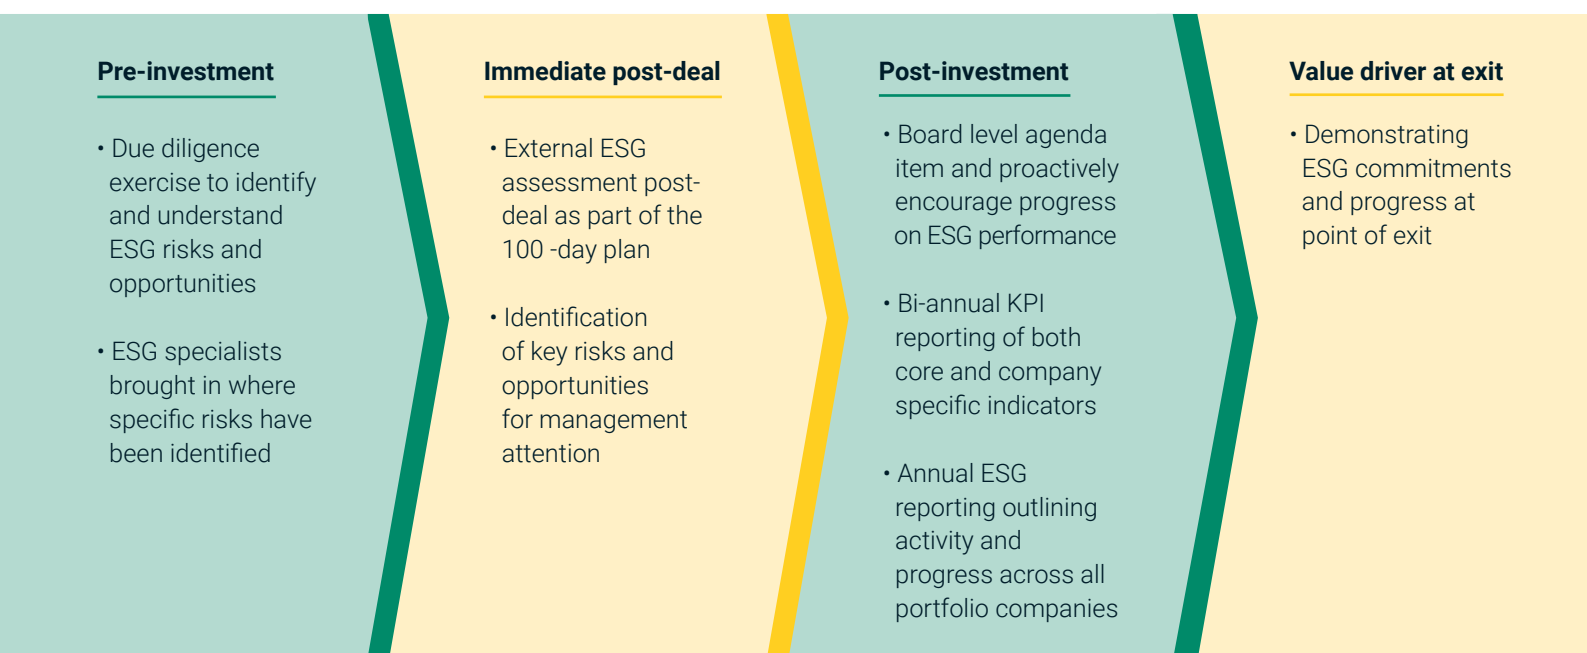 Pre-investment
• Due diligence
exercise to identify
and understand
ESG risks and
opportunities
• ESG specialists
brought in where
specific risks have
been identified
Immediate post-deal
• External ESG
assessment post-
deal as part of the
100 -day plan
• Identification
of key risks and
opportunities
for management
attention
Post-investment
• Board level agenda
item and proactively
encourage progress
on ESG performance
• Bi-annual KPI
reporting of both
core and company
specific indicators
• Annual ESG
reporting outlining
activity and
progress across all
portfolio companies
Value driver at exit
• Demonstrating
ESG commitments
and progress at
point of exit